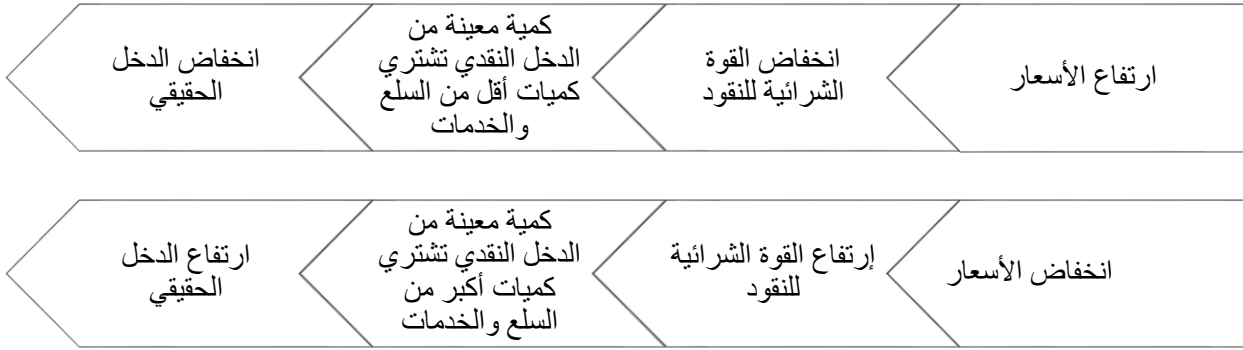 ارتفاع الأسعار
انخفاض القوة
الشرائية للنقود
كمية معينة من
الدخل النقدي تشتري
كميات أقل من السلع
والخدمات
انخفاض الدخل
الحقيقي
انخفاض الأسعار
إرتفاع القوة الشرائية
للنقود
كمية معينة من
الدخل النقدي تشتري
كميات أكبر من
السلع والخدمات
ارتفاع الدخل
الحقيقي